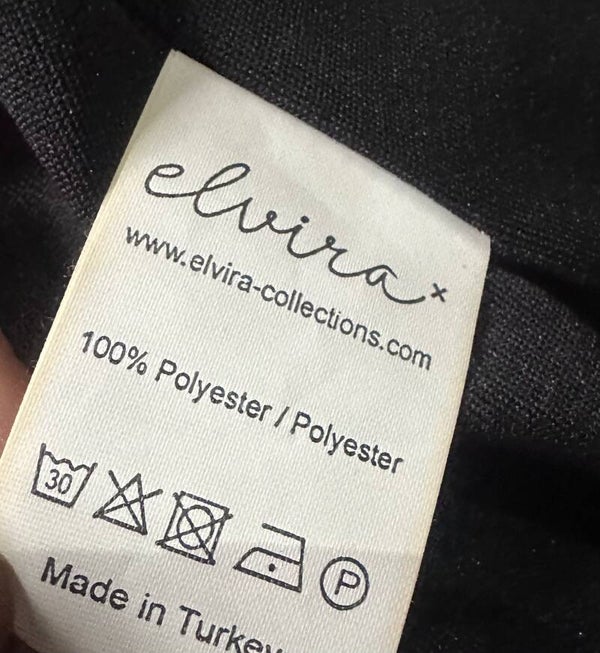 elvira x
www.elvira-collections.com
100% Polyester / Polyester
30 P
Made in Turkey